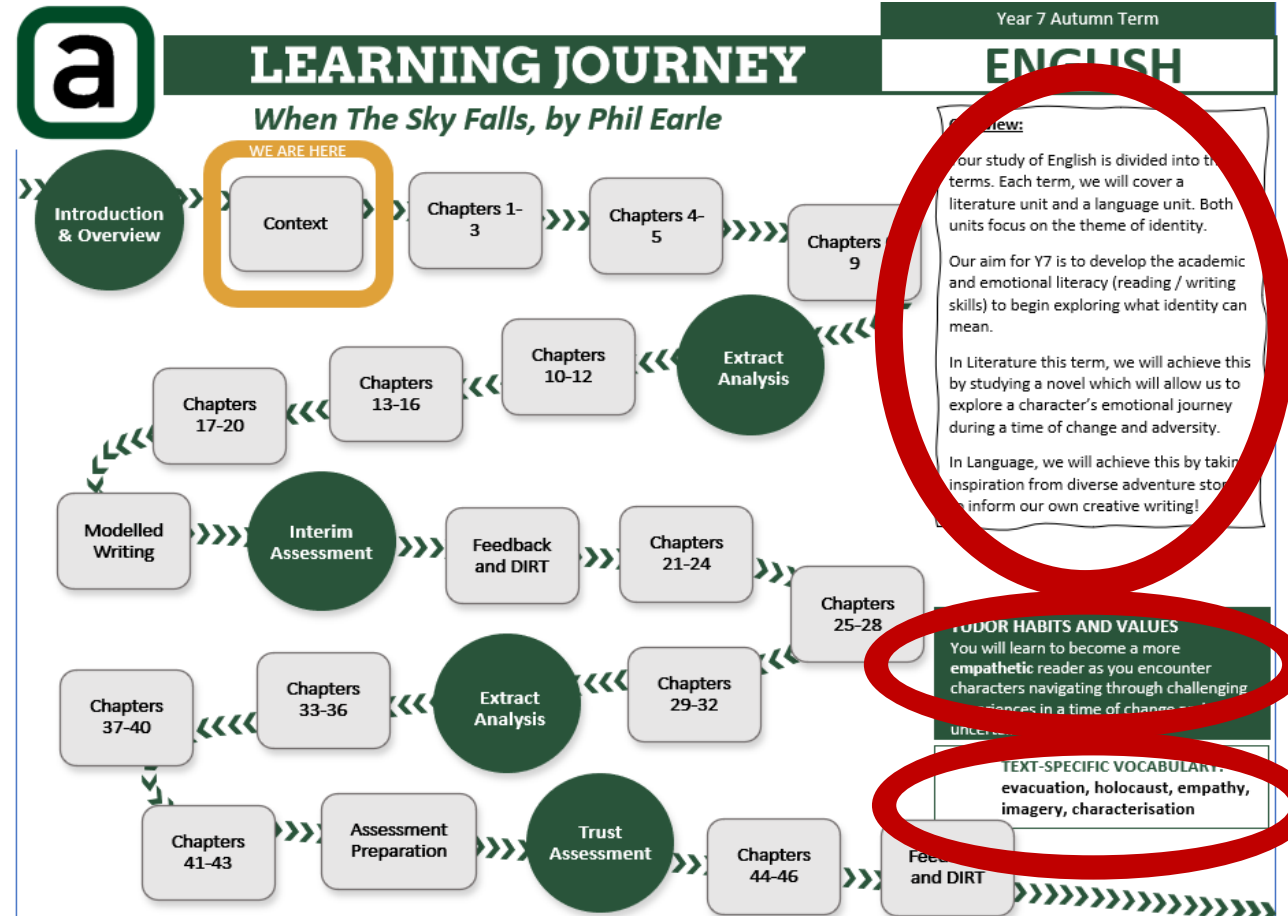 a
Year 7 Autumn Term
LEARNING JOURNEY
ENGLISH
When The Sky Falls, by Phil Earle
WE ARE HERE
Introduction
& Overview
Context
Chapters 1-
3
Chapters 4-
5
Chapters
9
Extract
Analysis
Chapters
10-12
Chapters
13-16
Chapters
17-20
Modelled
Writing
Interim
Assessment
Feedback
and DIRT
Chapters
21-24
Chapters
25-28
Chapters
29-32
Extract
Analysis
Chapters
33-36
Chapters
37-40
Chapters
41-43
Assessment
Preparation
Trust
Assessment
Chapters
44-46
and DIRT
Your study of English is divided into
terms. Each term, we will cover a
literature unit and a language unit. Both
units focus on the theme of identity.
Our aim for Y7 is to develop the academic
and emotional literacy (reading / writing
skills) to begin exploring what identity can
mean.
In Literature this term, we will achieve this
by studying a novel which will allow us to
explore a character's emotional journey
during a time of change and adversity.
In Language, we will achieve this by taking
inspiration from diverse adventure
inform our own creative writing!
TUDOR HABITS AND VALUES
You will learn to become a more
empathetic reader as you encounter
characters navigating through challenging
in a time of change
TEXT-SPECIFIC VOCABULARY:
evacuation, holocaust, empathy,
imagery, characterisation